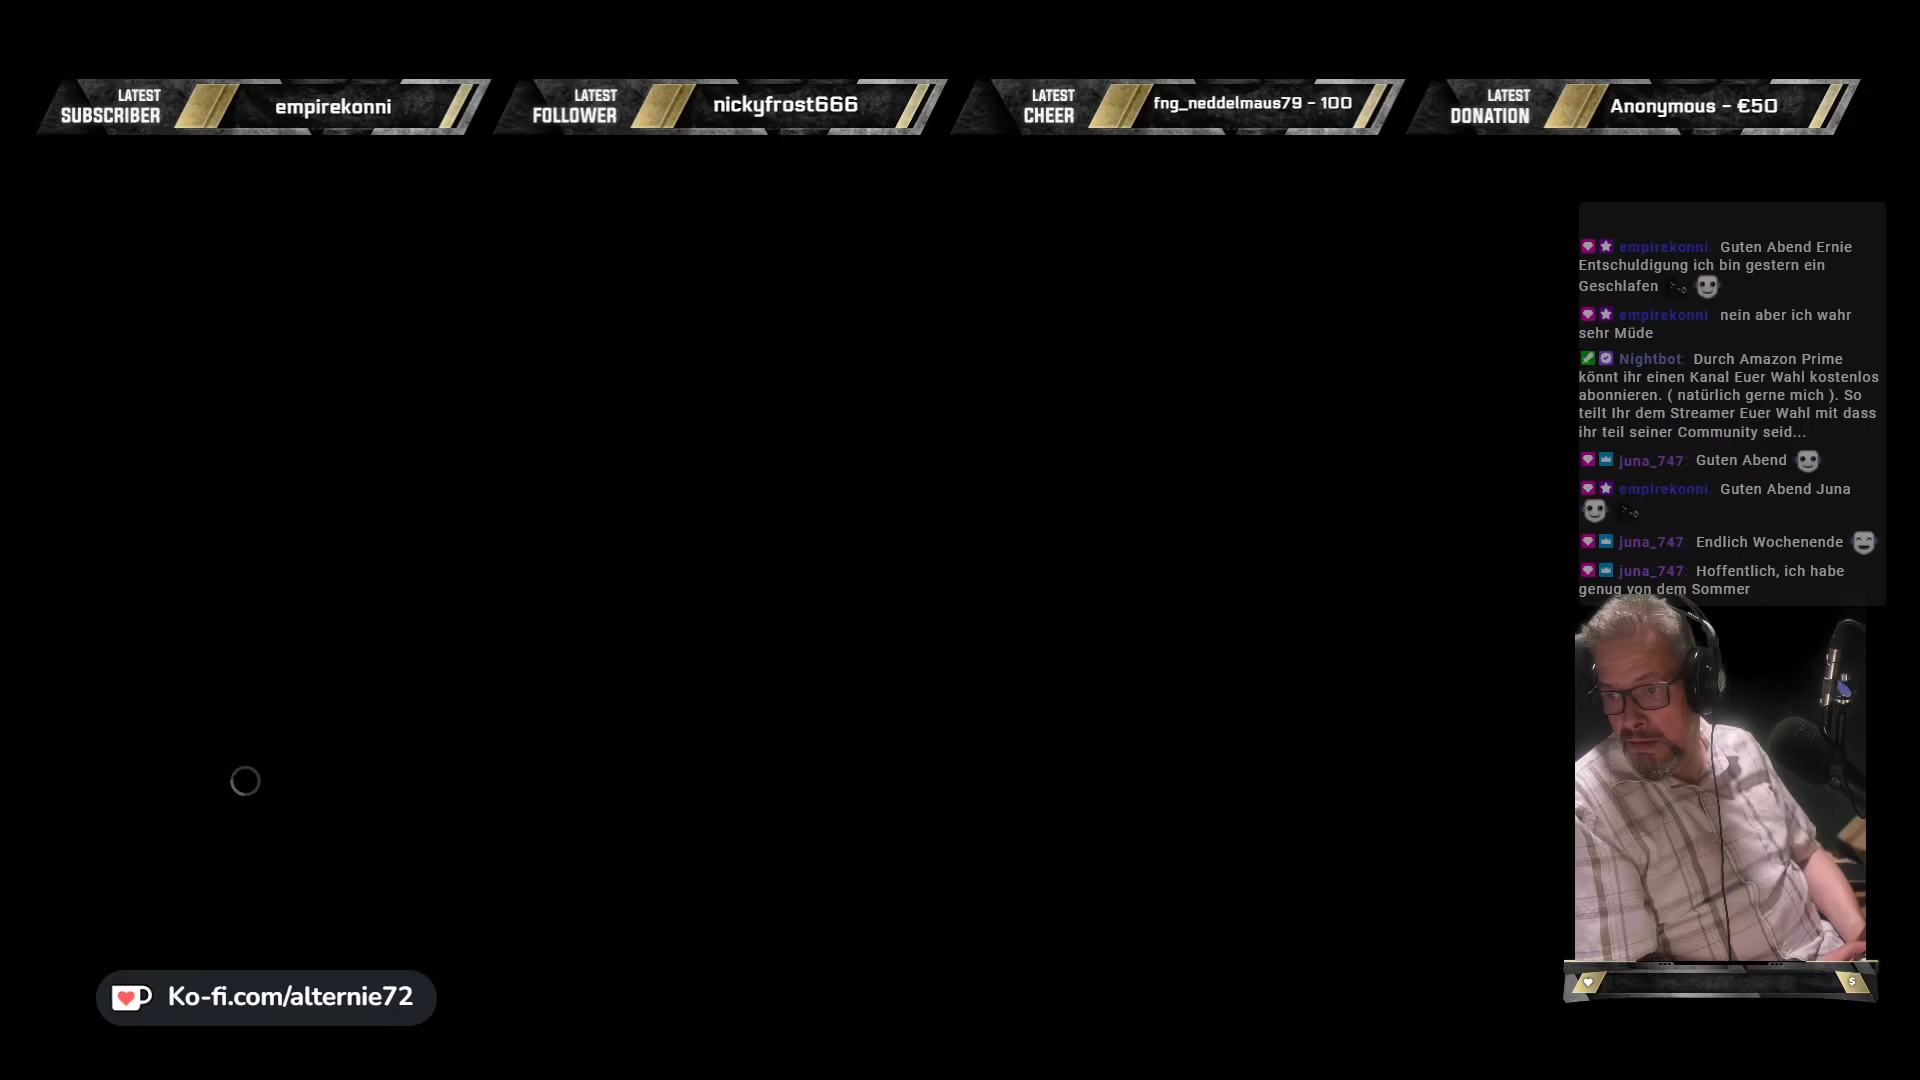 LATEST
SUBSCRIBER
empirekonni
LATEST
FOLLOWER
nickyfrost666
LATEST
CHEER
fng_neddelmaus79 - 100
LATEST
DONATION
Anonymous - €50
empirekonni: Guten Abend Ernie
Entschuldigung ich bin gestern ein
Geschlafen
empirekonni: nein aber ich wahr
sehr Müde
Nightbot: Durch Amazon Prime
könnt ihr einen Kanal Euer Wahl kostenlos
abonnieren. ( natürlich gerne mich ). So
teilt Ihr dem Streamer Euer Wahl mit dass
ihr teil seiner Community seid...
juna_747: Guten Abend
empirekonni: Guten Abend Juna
juna_747: Endlich Wochenende
juna_747: Hoffentlich, ich habe
genug von dem Sommer
$
Ko-fi.com/alternie72